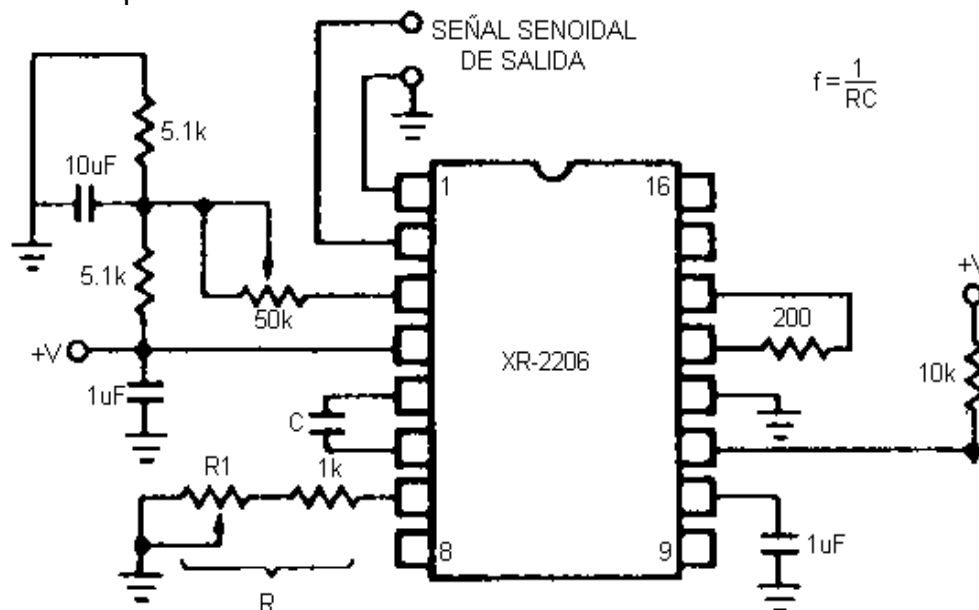 SEÑAL SENOIDAL
DE SALIDA
f = 1/RC
5.1k
10uF
1
16
5.1k
50k
+V
200
+V
XR-2206
10k
1uF
C
R1
1k
8
9
1uF
R